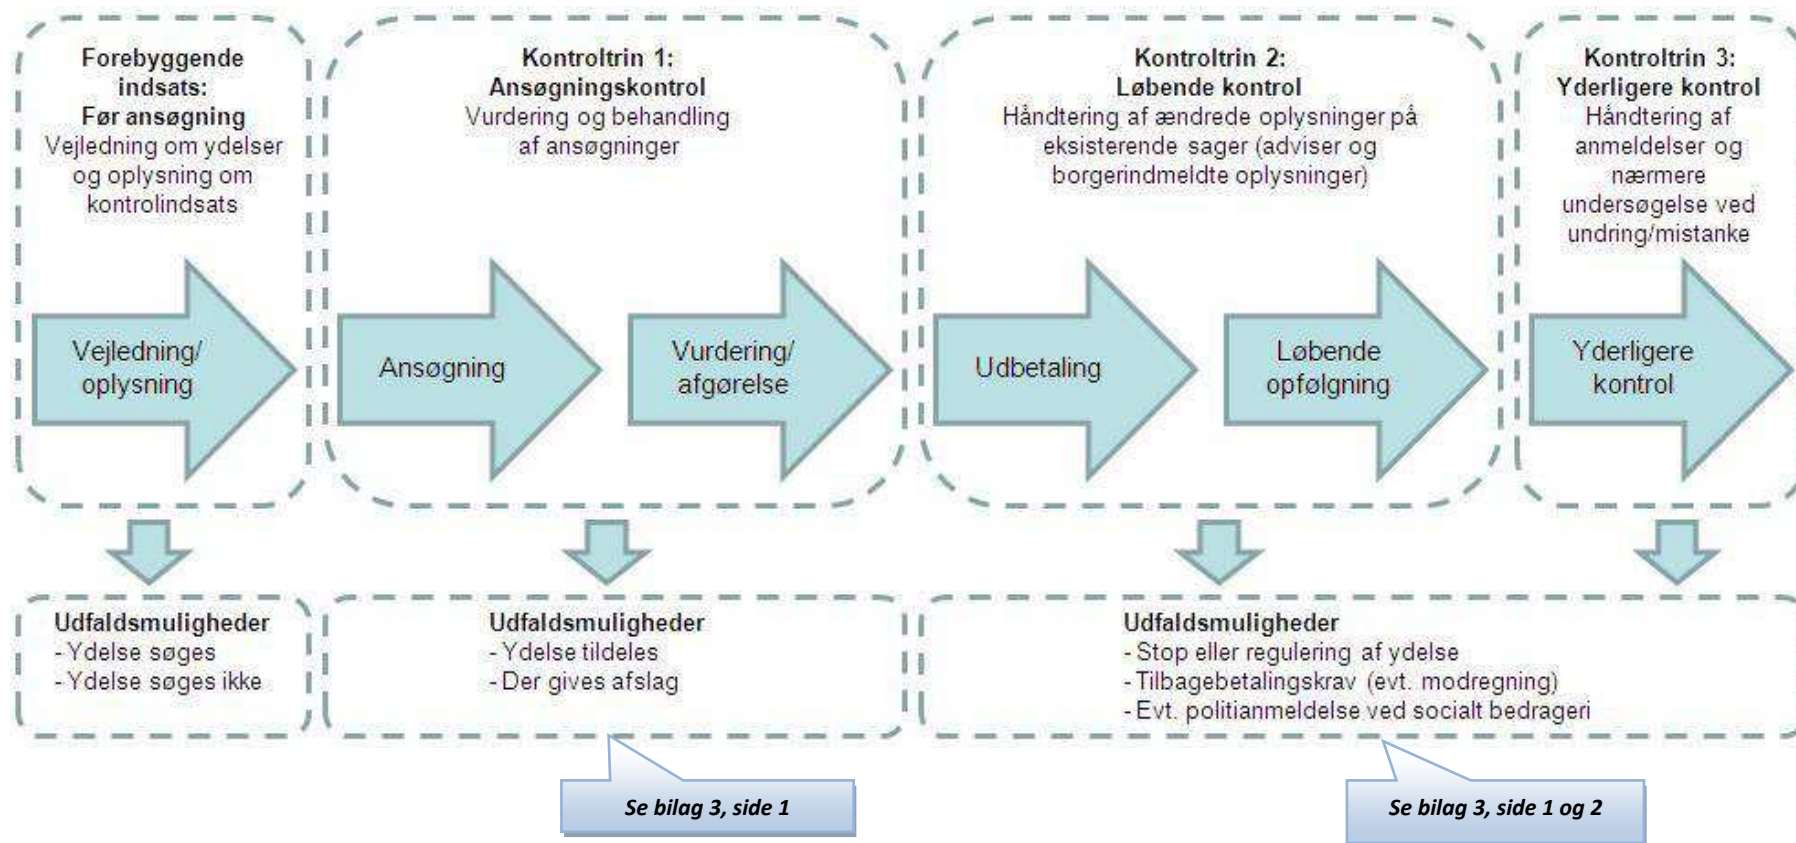 Forebyggende
indsats:
Før ansøgning
Vejledning om ydelser
og oplysning om
kontrolindsats
Kontroltrin 1:
Ansøgningskontrol
Vurdering og behandling
af ansøgninger
Kontroltrin 2:
Løbende kontrol
Håndtering af ændrede oplysninger på
eksisterende sager (adviser og
borgerindmeldte oplysninger)
Kontroltrin 3:
Yderligere kontrol
Håndtering af
anmeldelser og
nærmere
undersøgelse ved
undring/mistanke
Vejledning/
oplysning
Ansøgning
Vurdering/
afgørelse
Udbetaling
Løbende
opfølgning
Yderligere
kontrol
Udfaldsmuligheder
- Ydelse søges
- Ydelse søges ikke
Udfaldsmuligheder
- Ydelse tildeles
- Der gives afslag
Udfaldsmuligheder
- Stop eller regulering af ydelse
- Tilbagebetalingskrav (evt. modregning)
- Evt. politianmeldelse ved socialt bedrageri
Se bilag 3, side 1
Se bilag 3, side 1 og 2